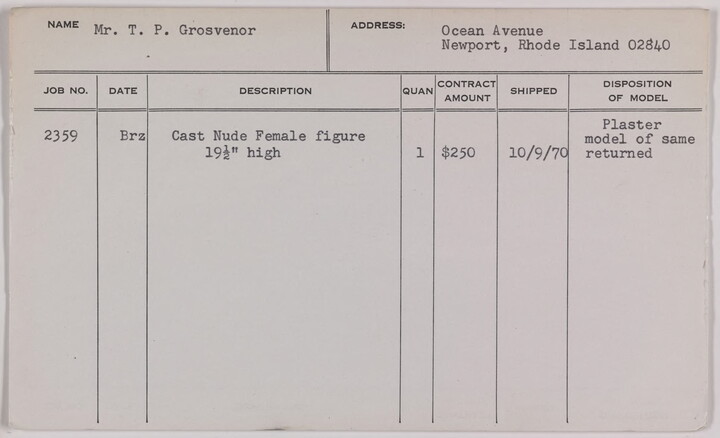 NAME Mr. T. P. Grosvenor ADDRESS: Ocean Avenue
Newport, Rhode Island 02840
JOB NO. DATE DESCRIPTION QUAN CONTRACT AMOUNT SHIPPED DISPOSITION OF MODEL
2359 Brz Cast Nude Female figure Plaster
19½" high 1 $250 10/9/70 model of same
returned